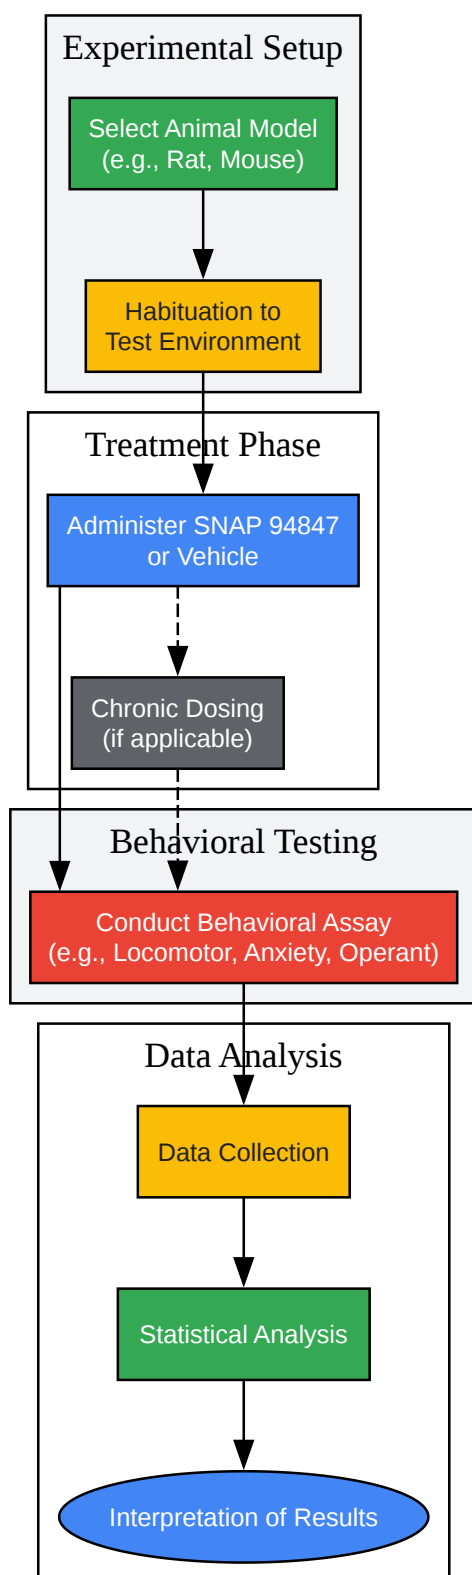 Experimental Setup
Select Animal Model
(e.g., Rat, Mouse)
Habituation to
Test Environment
Treatment Phase
Administer SNAP 94847
or Vehicle
Chronic Dosing
(if applicable)
Behavioral Testing
Conduct Behavioral Assay
(e.g., Locomotor, Anxiety, Operant)
Data Analysis
Data Collection
Statistical Analysis
Interpretation of Results